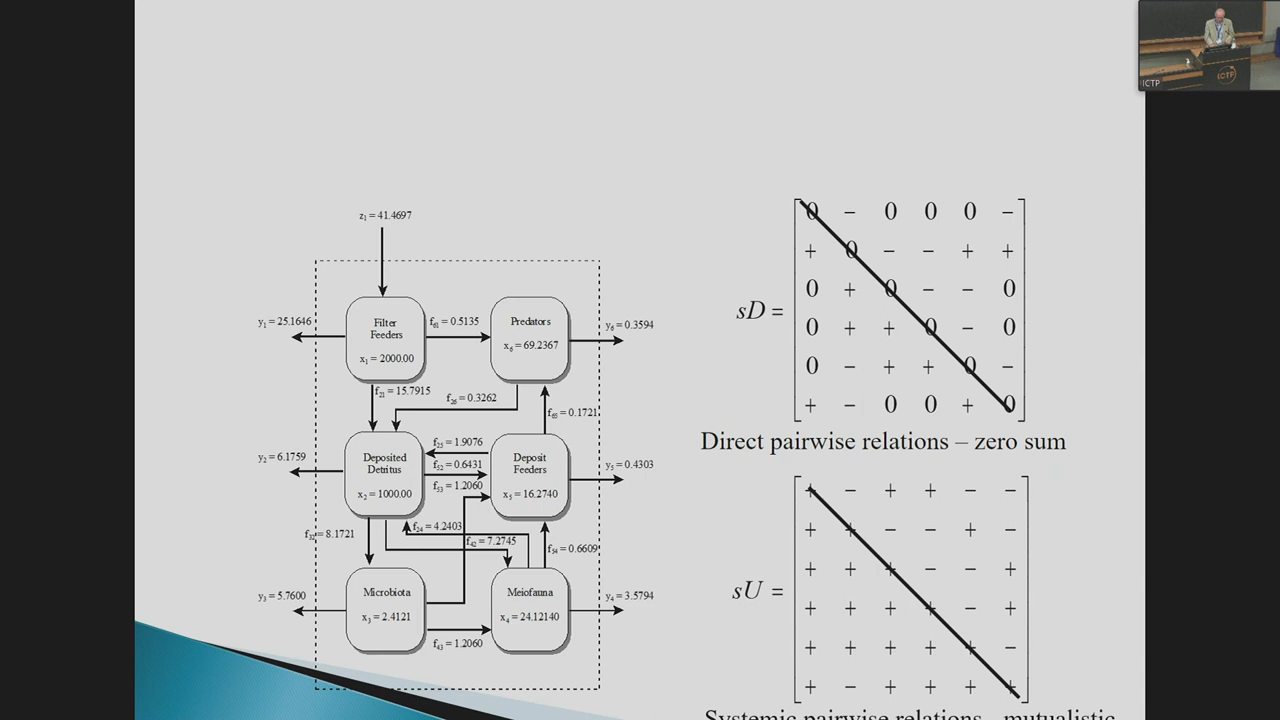 ICTP
ICTP
z1 = 41.4697
y1 = 25.1646
Filter
Feeders
x1 = 2000.00
f61 = 0.5135
Predators
x6 = 69.2367
y6 = 0.3594
f21 = 15.7915
f26 = 0.3262
f65 = 0.1721
y2 = 6.1759
Deposited
Detritus
x2 = 1000.00
f25 = 1.9076
f52 = 0.6431
f53 = 1.2060
Deposit
Feeders
x5 = 16.2740
y5 = 0.4303
f32 = 8.1721
f24 = 4.2403
f42 = 7.2745
f54 = 0.6609
y3 = 5.7600
Microbiota
x3 = 2.4121
f43 = 1.2060
Meiofauna
x4 = 24.12140
y4 = 3.5794
sD =
0 − 0 0 0 −
+ 0 − − + +
0 + 0 − − 0
0 + + 0 − 0
0 − + + 0 −
+ − 0 0 + 0
Direct pairwise relations – zero sum
sU =
+ − + + − −
+ + − − + −
+ + + − − +
+ + + + − +
+ + + + + −
+ − + + + +
Systemic pairwise relations – mutualistic